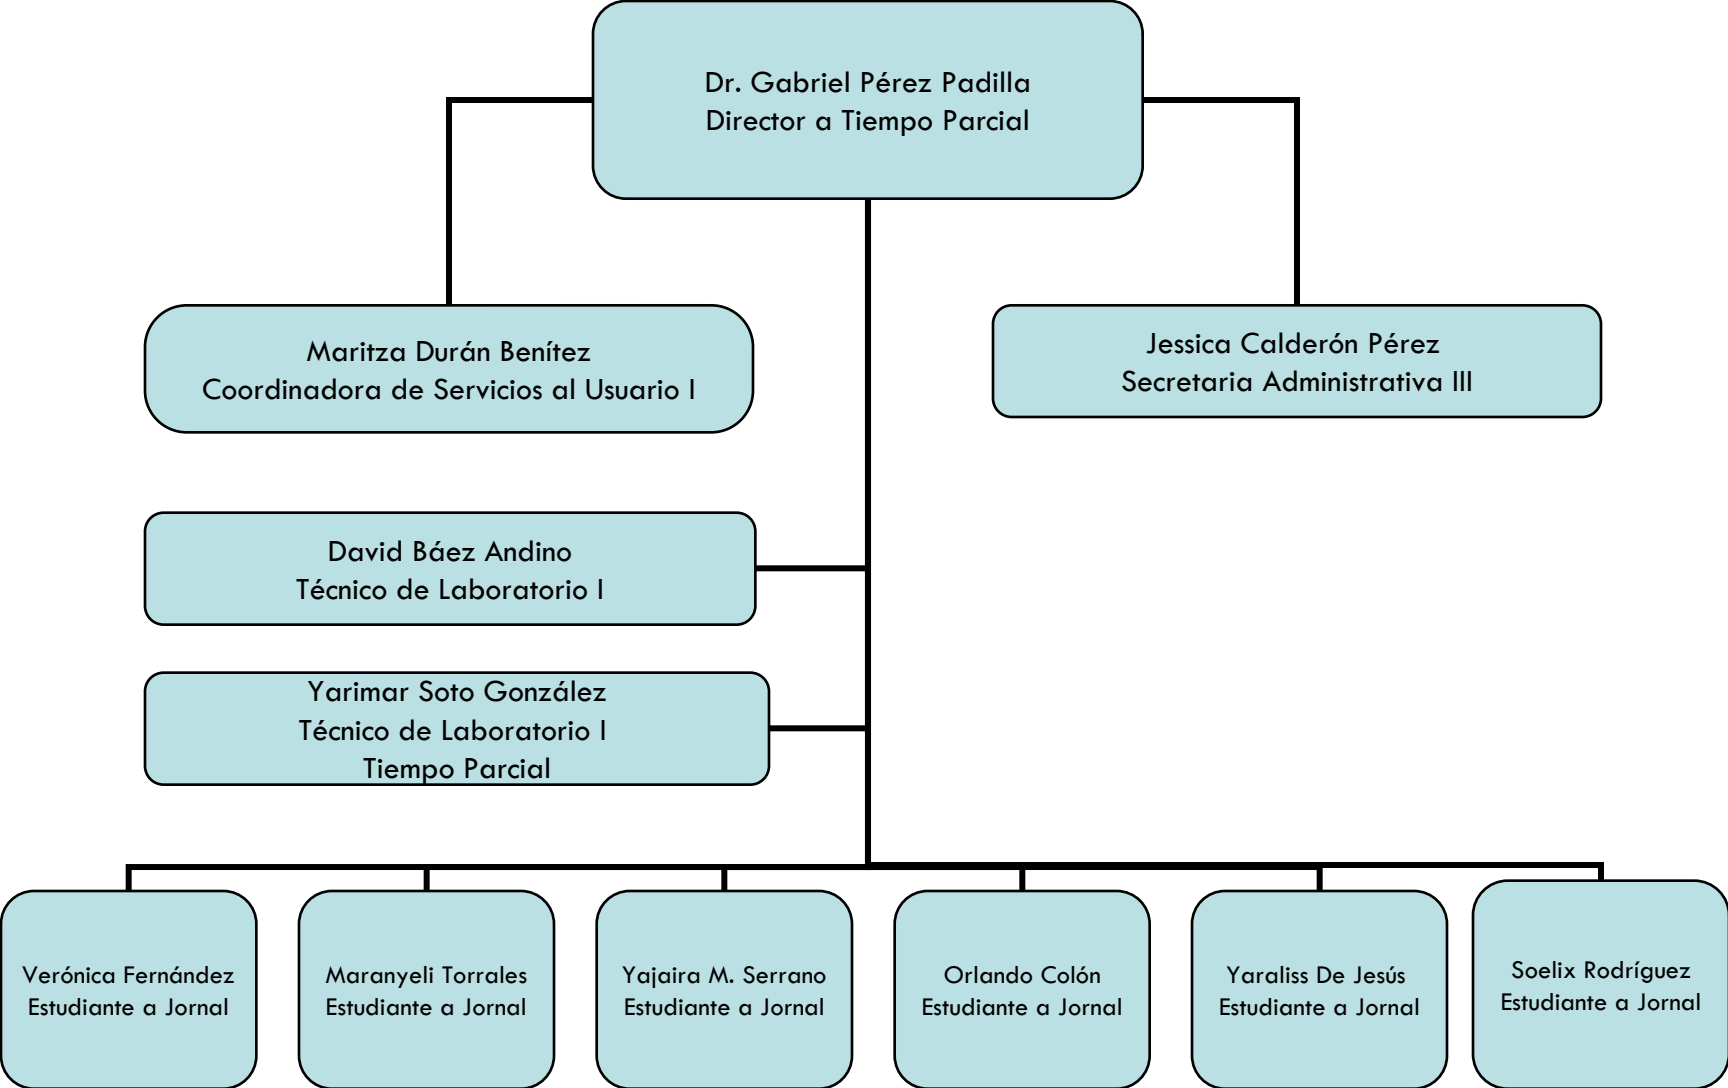 Dr. Gabriel Pérez Padilla
Director a Tiempo Parcial
Maritza Durán Benítez
Coordinadora de Servicios al Usuario I
Jessica Calderón Pérez
Secretaria Administrativa III
David Báez Andino
Técnico de Laboratorio I
Yarimar Soto González
Técnico de Laboratorio I
Tiempo Parcial
Verónica Fernández
Estudiante a Jornal
Maranyeli Torrales
Estudiante a Jornal
Yajaira M. Serrano
Estudiante a Jornal
Orlando Colón
Estudiante a Jornal
Yaraliss De Jesús
Estudiante a Jornal
Soelix Rodríguez
Estudiante a Jornal